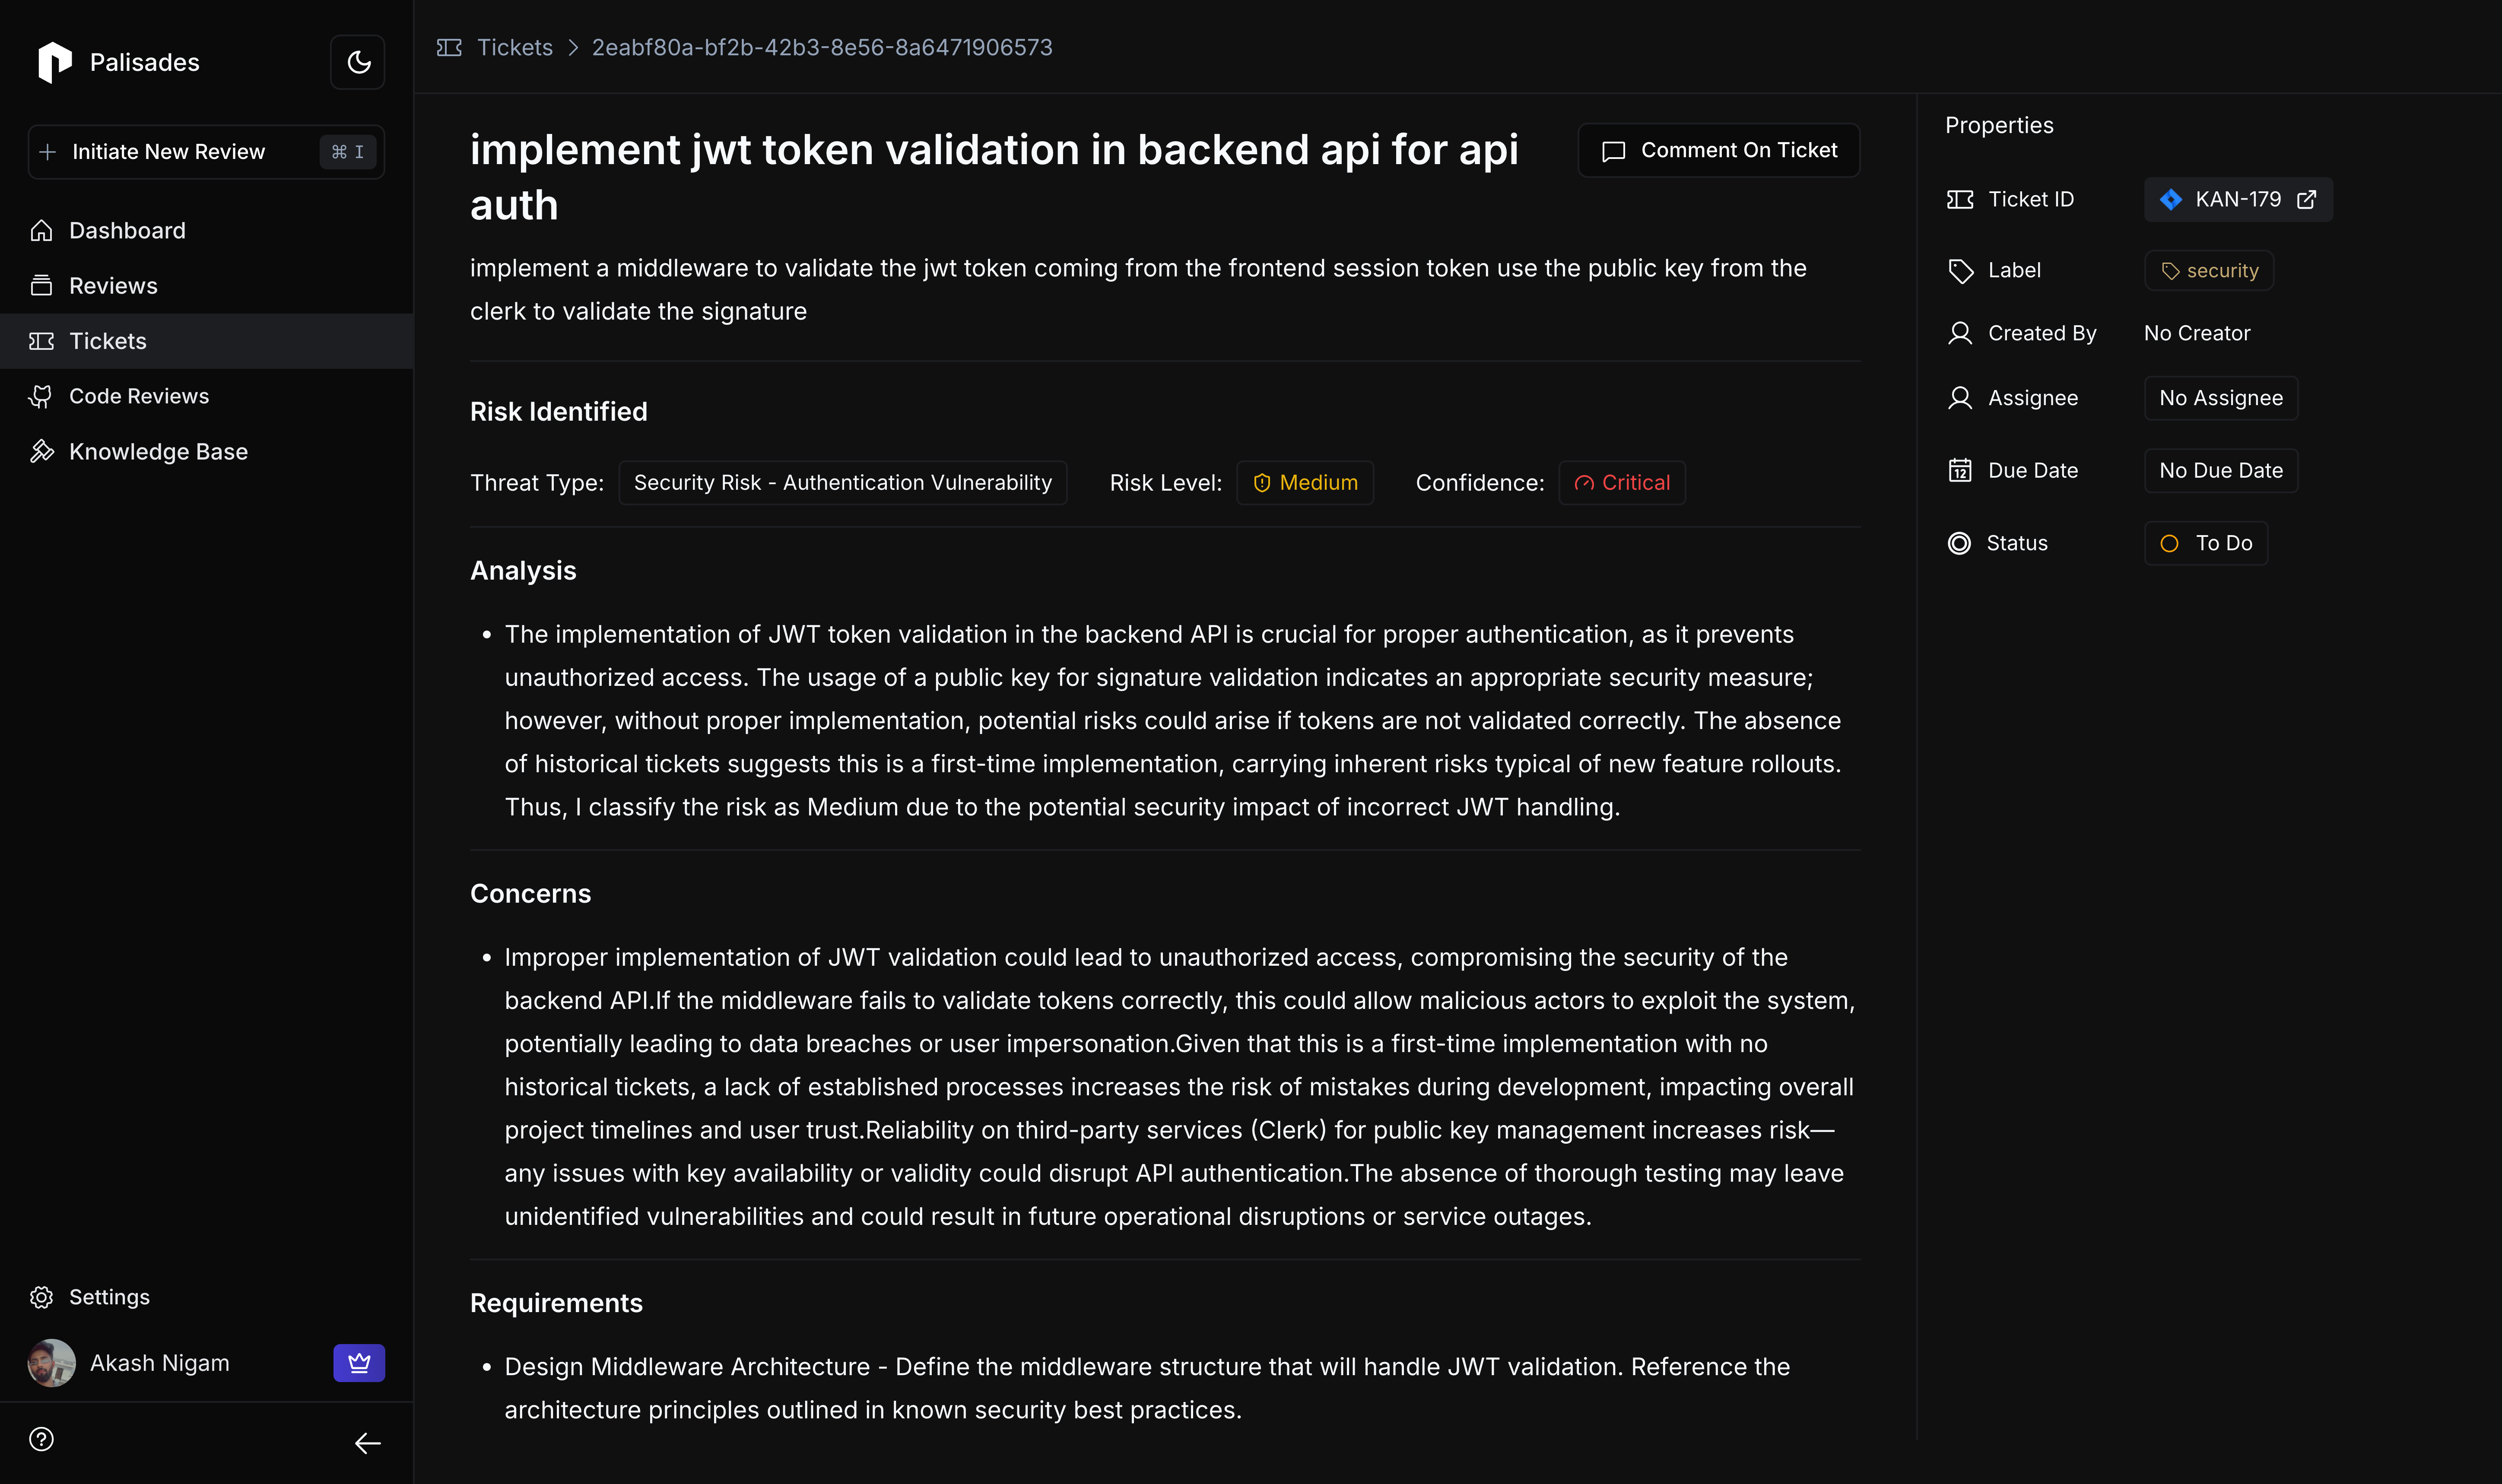 Palisades
Initiate New Review
⌘ I
Dashboard
Reviews
Tickets
Code Reviews
Knowledge Base
Settings
Akash Nigam
Tickets > 2eabf80a-bf2b-42b3-8e56-8a6471906573
implement jwt token validation in backend api for api
auth
Comment On Ticket
implement a middleware to validate the jwt token coming from the frontend session token use the public key from the
clerk to validate the signature
Risk Identified
Threat Type: Security Risk - Authentication Vulnerability Risk Level: Medium Confidence: Critical
Analysis
• The implementation of JWT token validation in the backend API is crucial for proper authentication, as it prevents
unauthorized access. The usage of a public key for signature validation indicates an appropriate security measure;
however, without proper implementation, potential risks could arise if tokens are not validated correctly. The absence
of historical tickets suggests this is a first-time implementation, carrying inherent risks typical of new feature rollouts.
Thus, I classify the risk as Medium due to the potential security impact of incorrect JWT handling.
Concerns
• Improper implementation of JWT validation could lead to unauthorized access, compromising the security of the
backend API.If the middleware fails to validate tokens correctly, this could allow malicious actors to exploit the system,
potentially leading to data breaches or user impersonation.Given that this is a first-time implementation with no
historical tickets, a lack of established processes increases the risk of mistakes during development, impacting overall
project timelines and user trust.Reliability on third-party services (Clerk) for public key management increases risk—
any issues with key availability or validity could disrupt API authentication.The absence of thorough testing may leave
unidentified vulnerabilities and could result in future operational disruptions or service outages.
Requirements
• Design Middleware Architecture - Define the middleware structure that will handle JWT validation. Reference the
architecture principles outlined in known security best practices.
Properties
Ticket ID KAN-179
Label security
Created By No Creator
Assignee No Assignee
12 Due Date No Due Date
Status To Do